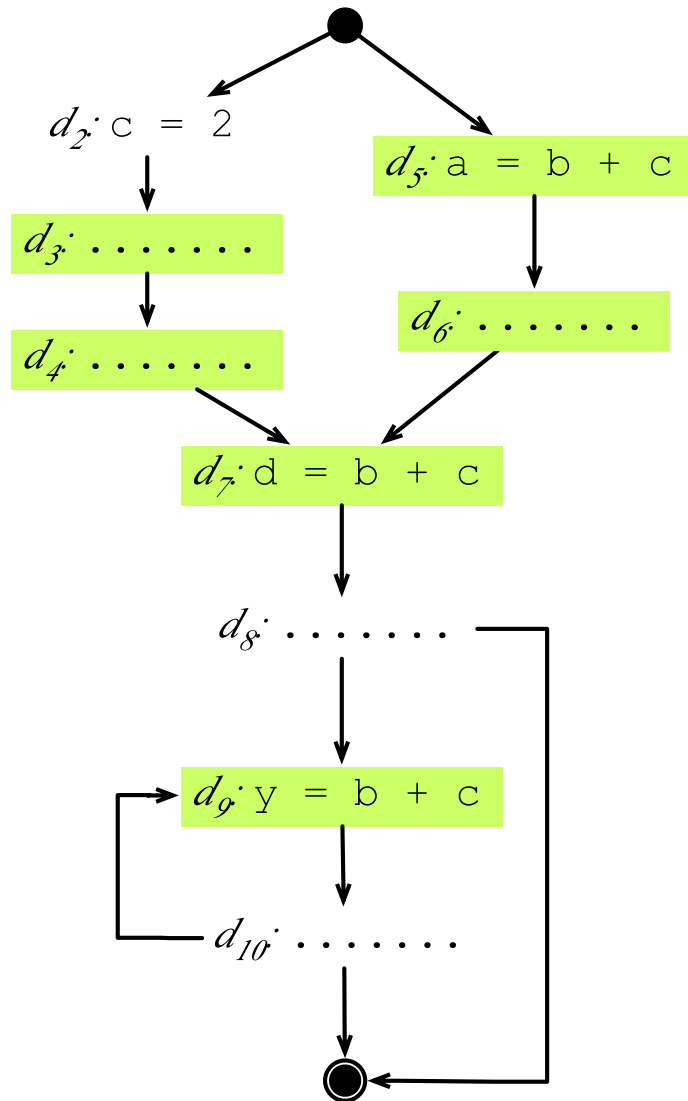 d2: c = 2
d5: a = b + c
d3: .......
d6: .......
d4: .......
d7: d = b + c
d8: .......
d9: y = b + c
d10: .......